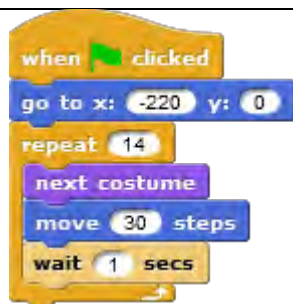 when clicked
go to x: -220 y: 0
repeat 14
next costume
move 30 steps
wait 1 secs